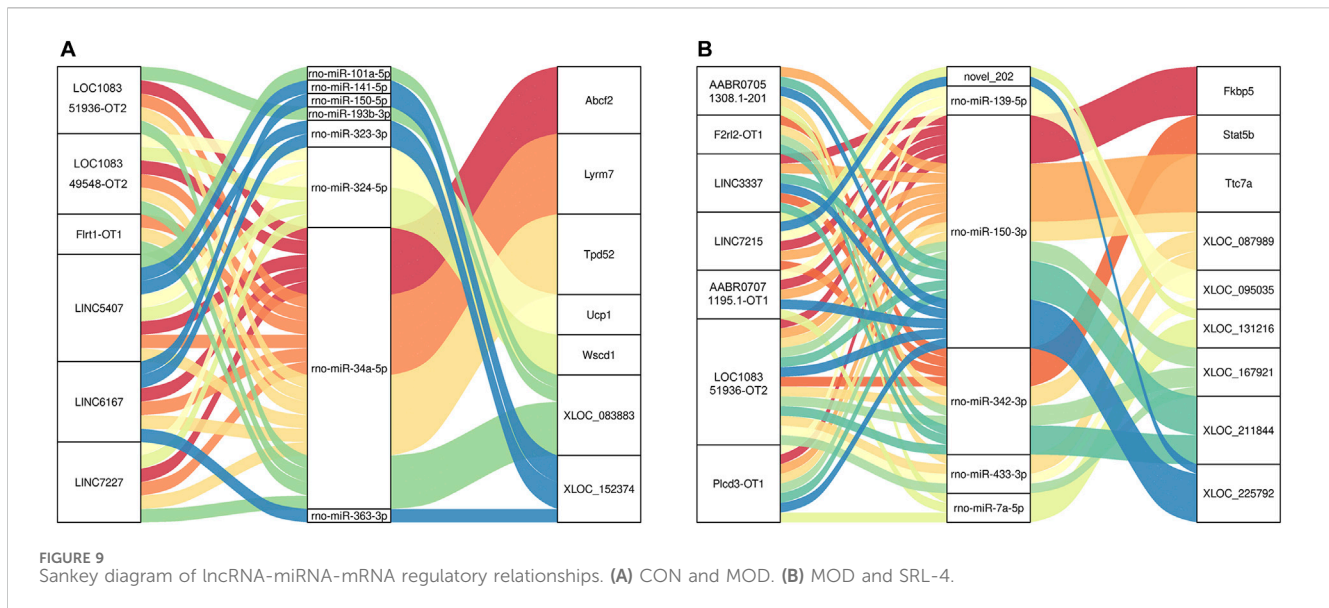 A
LOC1083
51936-OT2
LOC1083
49548-OT2
Flrt1-OT1
LINC5407
LINC6167
LINC7227
rno-miR-101a-5p
rno-miR-141-5p
rno-miR-150-5p
rno-miR-193b-3p
rno-miR-323-3p
rno-miR-324-5p
rno-miR-34a-5p
rno-miR-363-3p
Abcf2
Lyrm7
Tpd52
Ucp1
Wscd1
XLOC_083883
XLOC_152374
B
AABR0705
1308.1-201
F2rl2-OT1
LINC3337
LINC7215
AABR0707
1195.1-OT1
LOC1083
51936-OT2
Plcd3-OT1
novel_202
rno-miR-139-5p
rno-miR-150-3p
rno-miR-342-3p
rno-miR-433-3p
rno-miR-7a-5p
Fkbp5
Stat5b
Ttc7a
XLOC_087989
XLOC_095035
XLOC_131216
XLOC_167921
XLOC_211844
XLOC_225792
FIGURE 9
Sankey diagram of lncRNA-miRNA-mRNA regulatory relationships. (A) CON and MOD. (B) MOD and SRL-4.